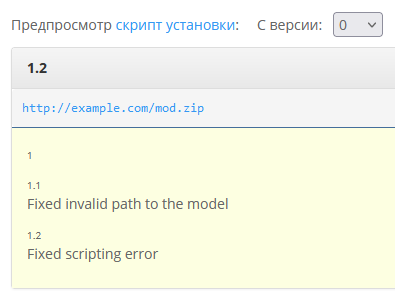 Предпросмотр скрипт установки: С версии: 0
1.2
http://example.com/mod.zip
1
1.1
Fixed invalid path to the model
1.2
Fixed scripting error